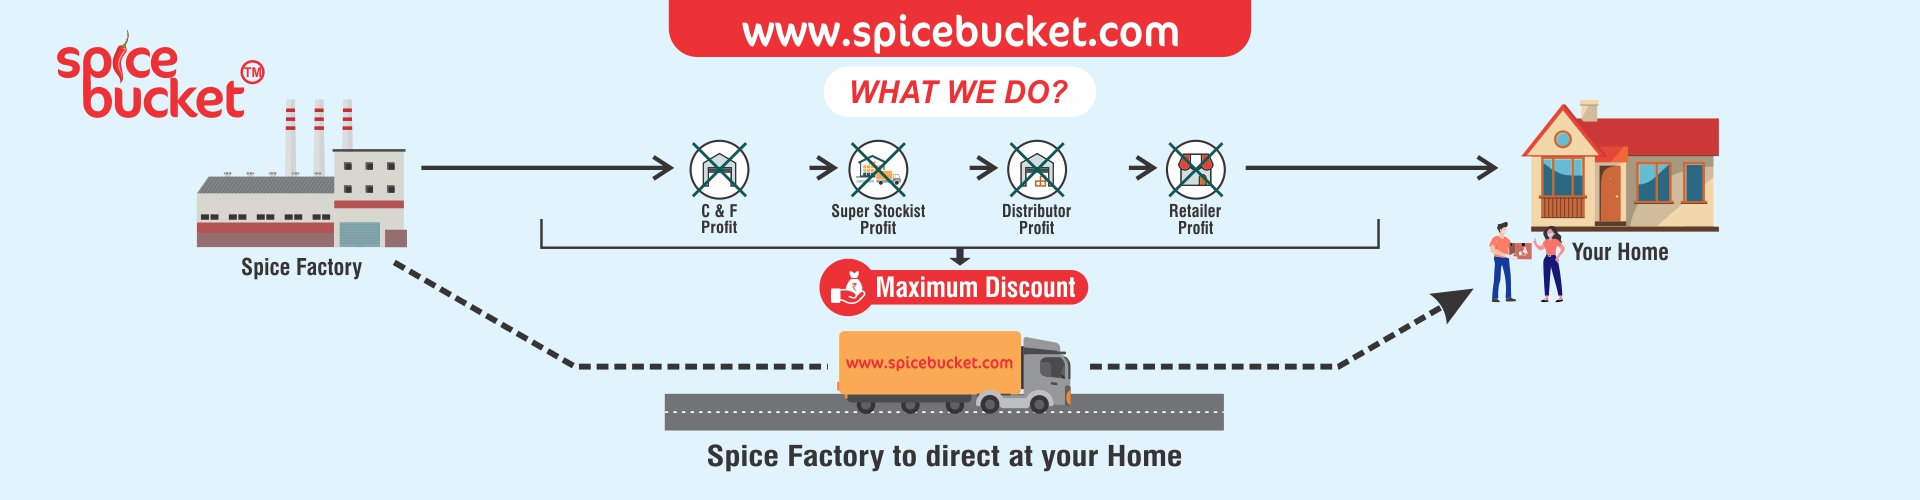 www.spicebucket.com
spice
bucket TM
WHAT WE DO?
C & F
Profit
Super Stockist
Profit
Distributor
Profit
Retailer
Profit
Spice Factory
Your Home
₹
Maximum Discount
www.spicebucket.com
Spice Factory to direct at your Home